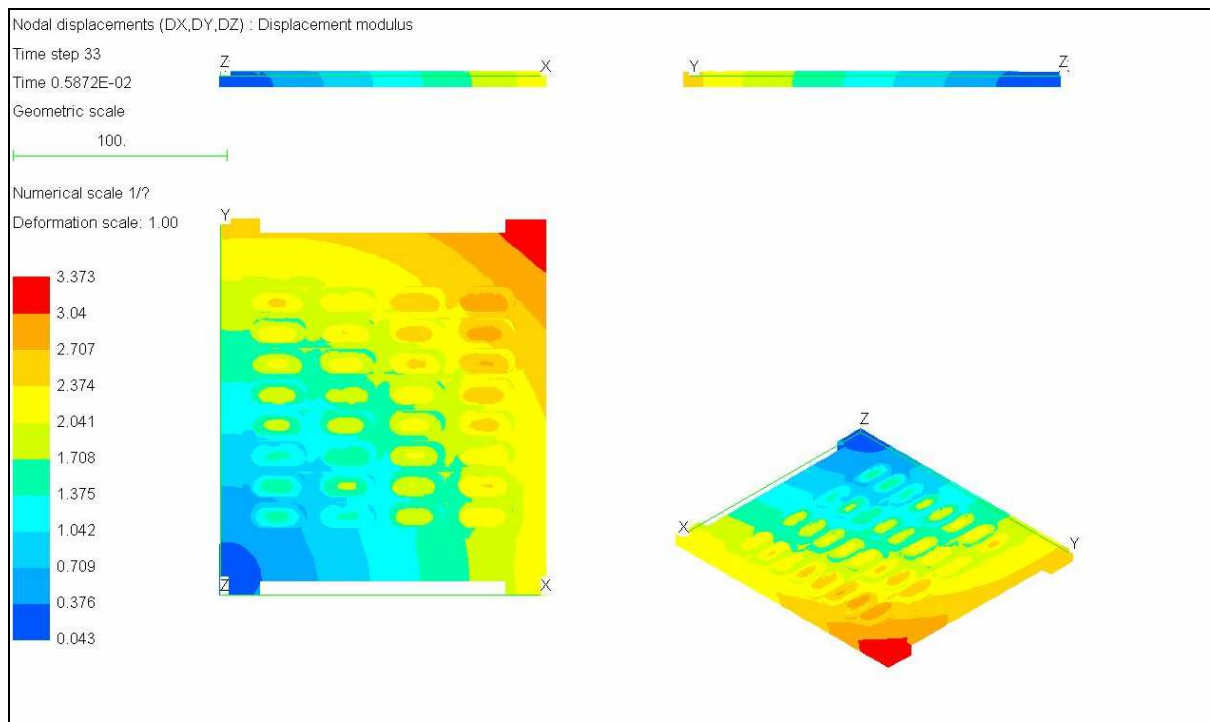 Nodal displacements (DX,DY,DZ) : Displacement modulus
Time step 33
Time 0.5872E-02
Geometric scale
100.
Numerical scale 1/?
Deformation scale: 1.00
3.373
3.04
2.707
2.374
2.041
1.708
1.375
1.042
0.709
0.376
0.043
Z X
Y Z
Y
Z X
Z
X Y